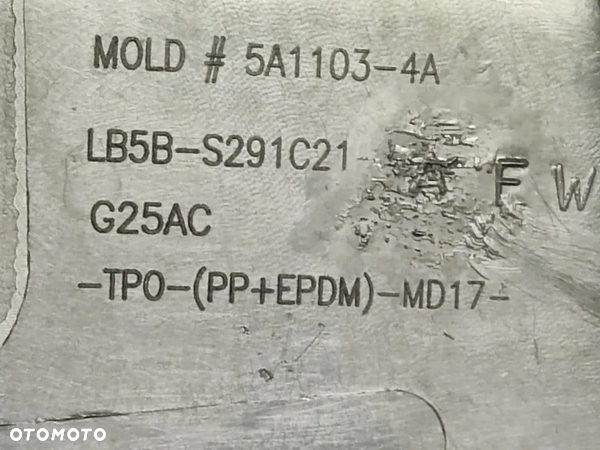 MOLD # 5A1103-4A
LB5B-S291C21-A F W
G25AC
-TPO-(PP+EPDM)-MD17-
OTOMOTO